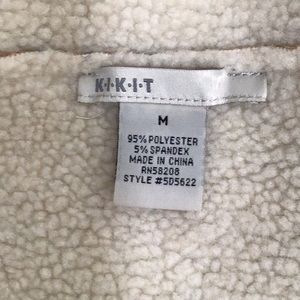 K·I·K·I·T
M
95% POLYESTER
5% SPANDEX
MADE IN CHINA
RN58208
STYLE #5D5622